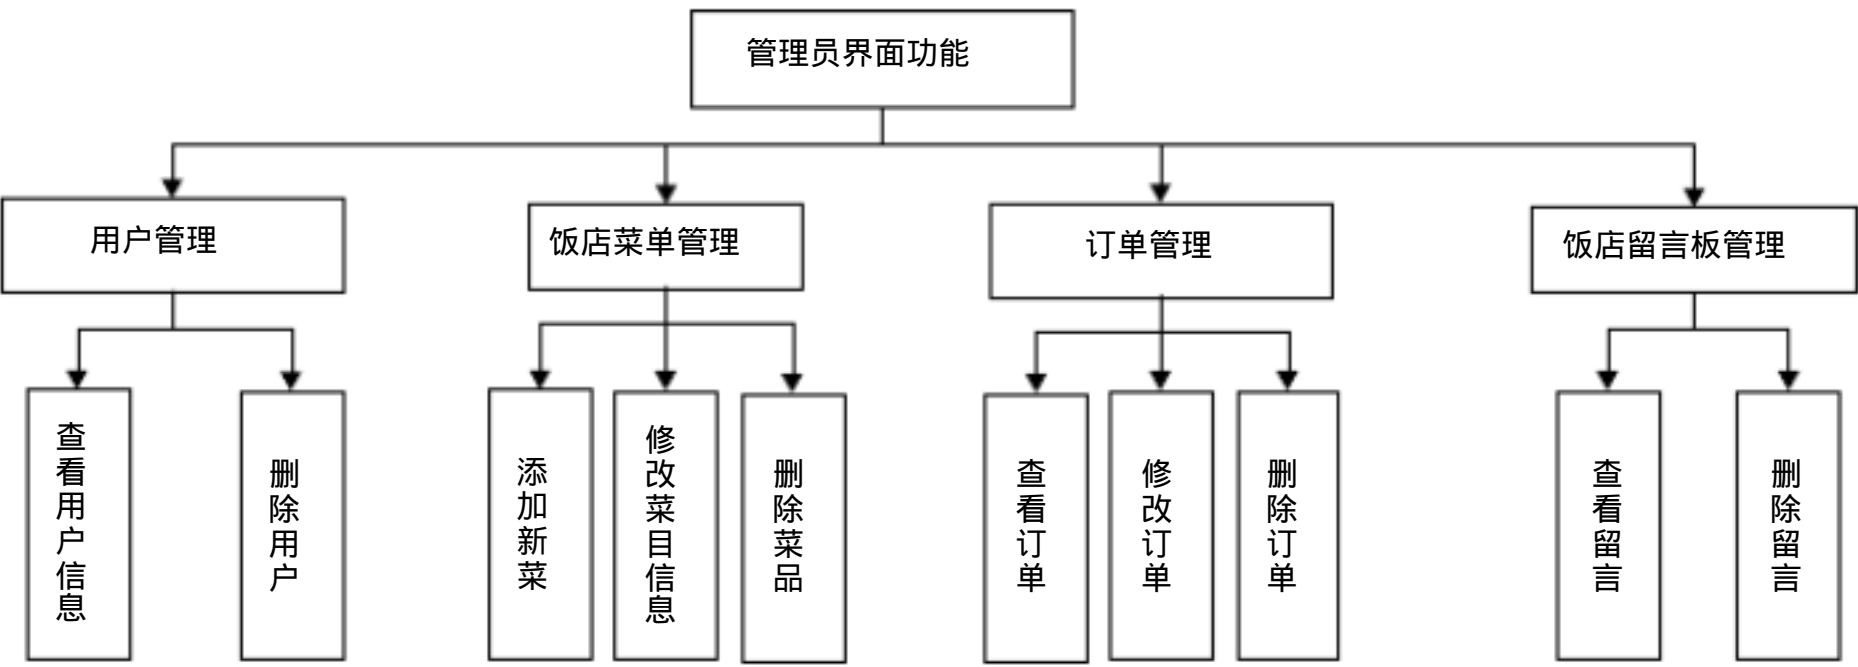 管理员界面功能
用户管理
饭店菜单管理
订单管理
饭店留言板管理
查看用户信息
删除用户
添加新菜
修改菜目信息
删除菜品
查看订单
修改订单
删除订单
查看留言
删除留言